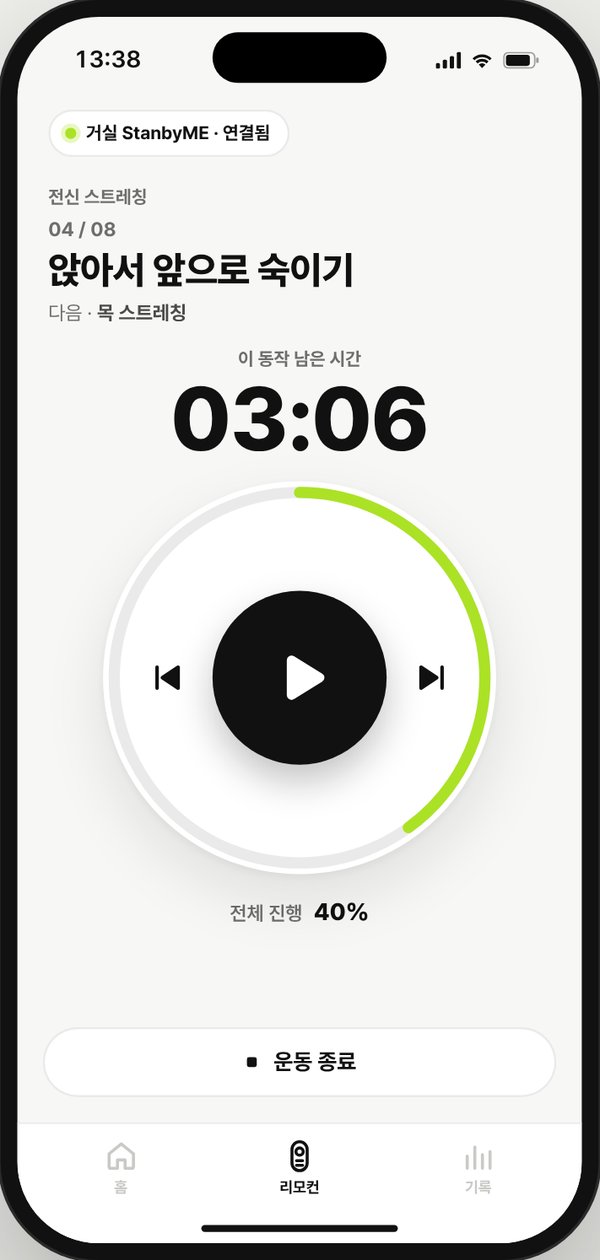 13:38
거실 StanbyME · 연결됨
전신 스트레칭
04 / 08
앉아서 앞으로 숙이기
다음 · 목 스트레칭
이 동작 남은 시간
03:06
전체 진행 40%
운동 종료
홈 리모컨 기록